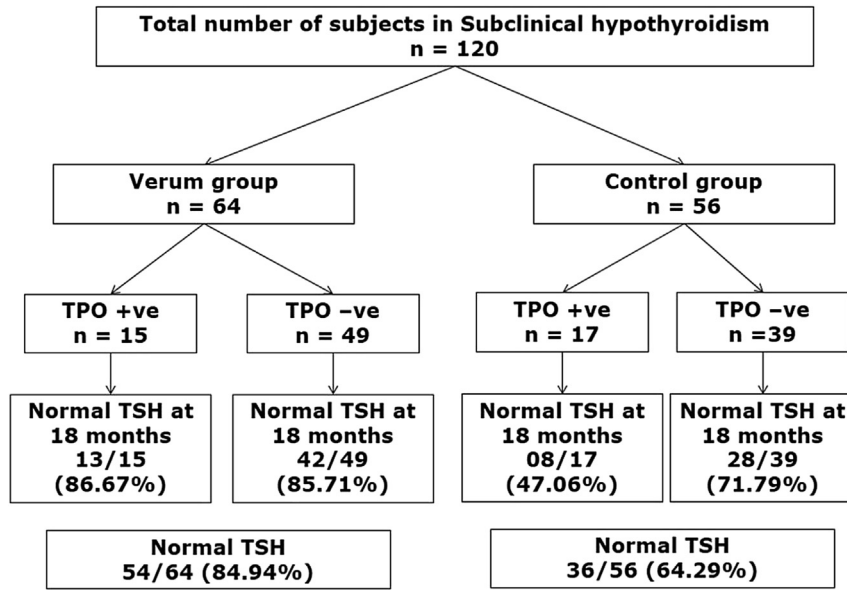 Total number of subjects in Subclinical hypothyroidism
n = 120
Verum group
n = 64
Control group
n = 56
TPO +ve
n = 15
TPO –ve
n = 49
TPO +ve
n = 17
TPO –ve
n =39
Normal TSH at
18 months
13/15
(86.67%)
Normal TSH at
18 months
42/49
(85.71%)
Normal TSH at
18 months
08/17
(47.06%)
Normal TSH at
18 months
28/39
(71.79%)
Normal TSH
54/64 (84.94%)
Normal TSH
36/56 (64.29%)